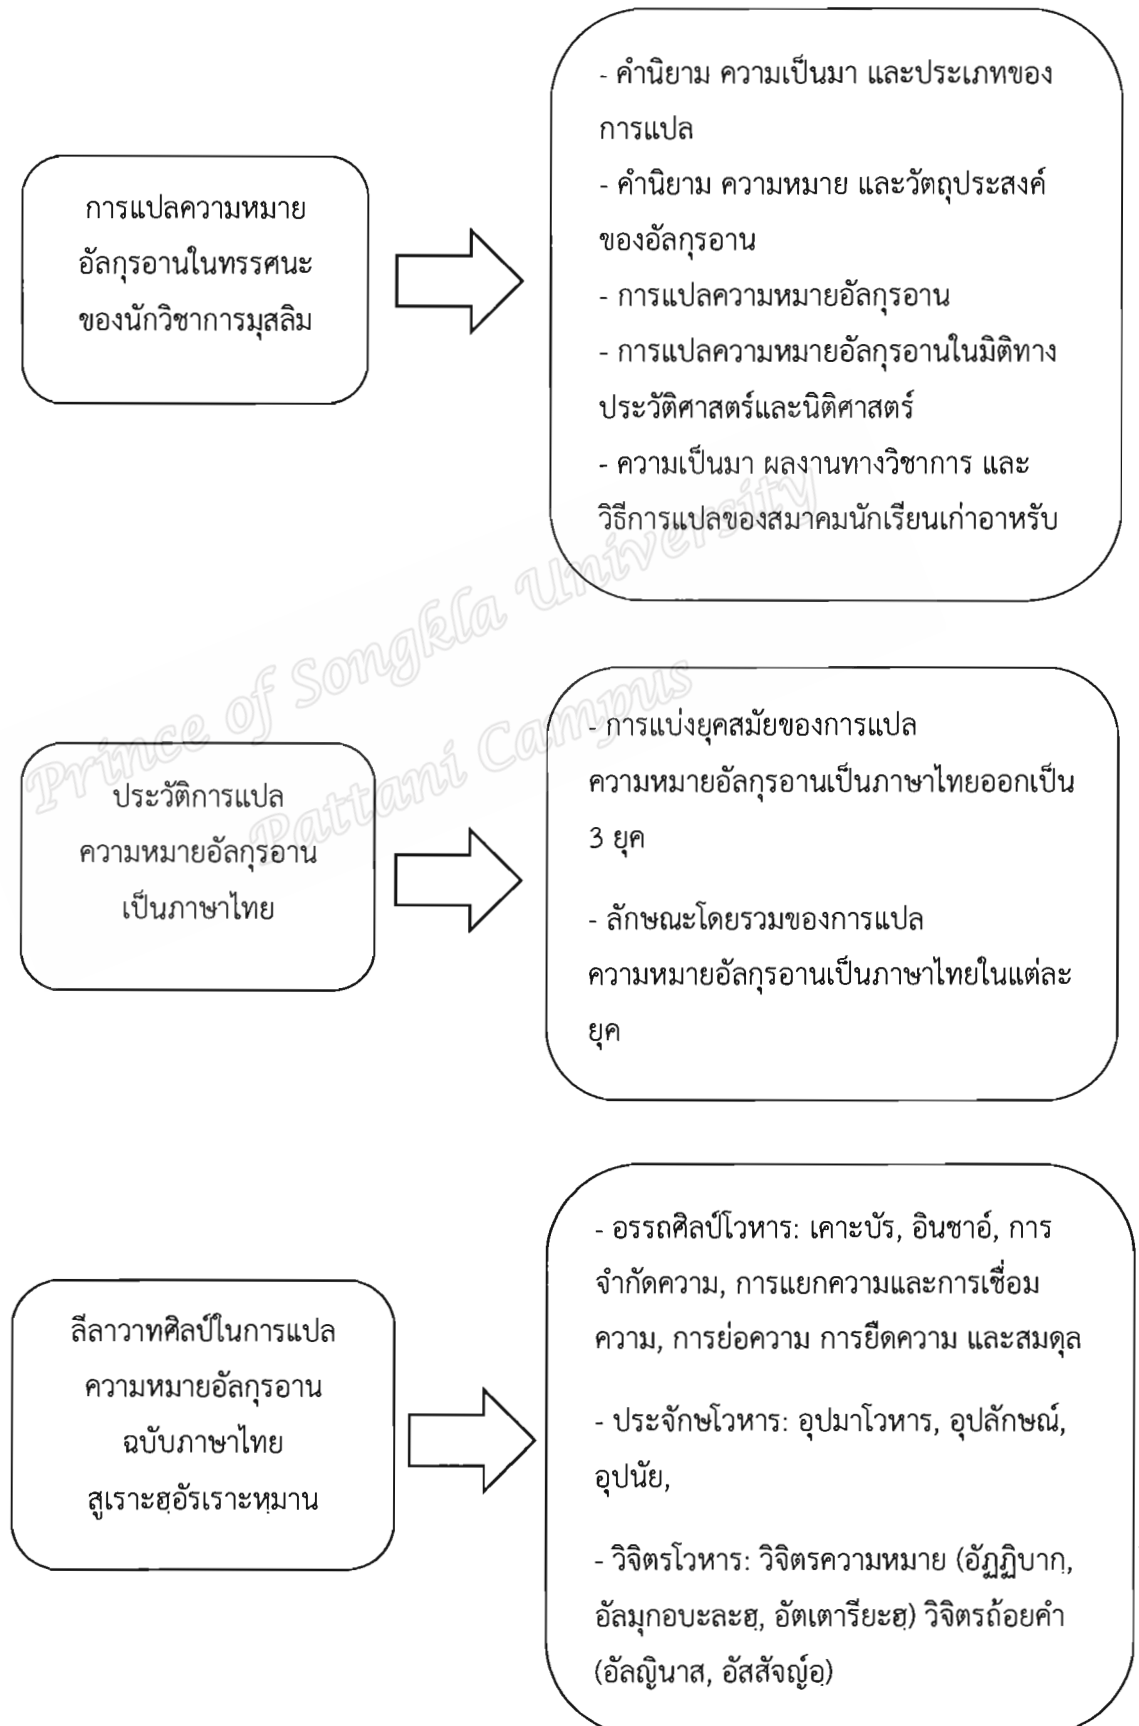 การแปลความหมาย
อัลกุรอานในทรรศนะ
ของนักวิชาการมุสลิม
- คำนิยาม ความเป็นมา และประเภทของ
การแปล
- คำนิยาม ความหมาย และวัตถุประสงค์
ของอัลกุรอาน
- การแปลความหมายอัลกุรอาน
- การแปลความหมายอัลกุรอานในมิติทาง
ประวัติศาสตร์และนิติศาสตร์
- ความเป็นมา ผลงานทางวิชาการ และ
วิธีการแปลของสมาคมนักเรียนเก่าอาหรับ
Prince of Songkla University
Pattani Campus
ประวัติการแปล
ความหมายอัลกุรอาน
เป็นภาษาไทย
- การแบ่งยุคสมัยของการแปล
ความหมายอัลกุรอานเป็นภาษาไทยออกเป็น
3 ยุค
- ลักษณะโดยรวมของการแปล
ความหมายอัลกุรอานเป็นภาษาไทยในแต่ละ
ยุค
ลีลาวาทศิลป์ในการแปล
ความหมายอัลกุรอาน
ฉบับภาษาไทย
สูเราะฮฺอัรเราะหฺมาน
- อรรถศิลป์โวหาร: เคาะบัร, อินชาอ์, การ
จำกัดความ, การแยกความและการเชื่อม
ความ, การย่อความ การยืดความ และสมดุล
- ประจักษโวหาร: อุปมาโวหาร, อุปลักษณ์,
อุปนัย,
- วิจิตรโวหาร: วิจิตรความหมาย (อัฏฏิบากฺ,
อัลมุกอบะละฮฺ, อัตเตารียะฮฺ) วิจิตรถ้อยคำ
(อัลญินาส, อัสสัจญ์อฺ)